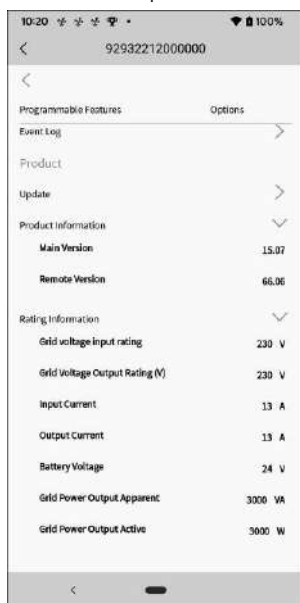 10:20 100%
92932212000000
Programmable Features Options
Event Log
Product
Update
Product Information
Main Version 15.07
Remote Version 66.06
Rating Information
Grid voltage input rating 230 V
Grid Voltage Output Rating (V) 230 V
Input Current 13 A
Output Current 13 A
Battery Voltage 24 V
Grid Power Output Apparent 3000 VA
Grid Power Output Active 3000 W